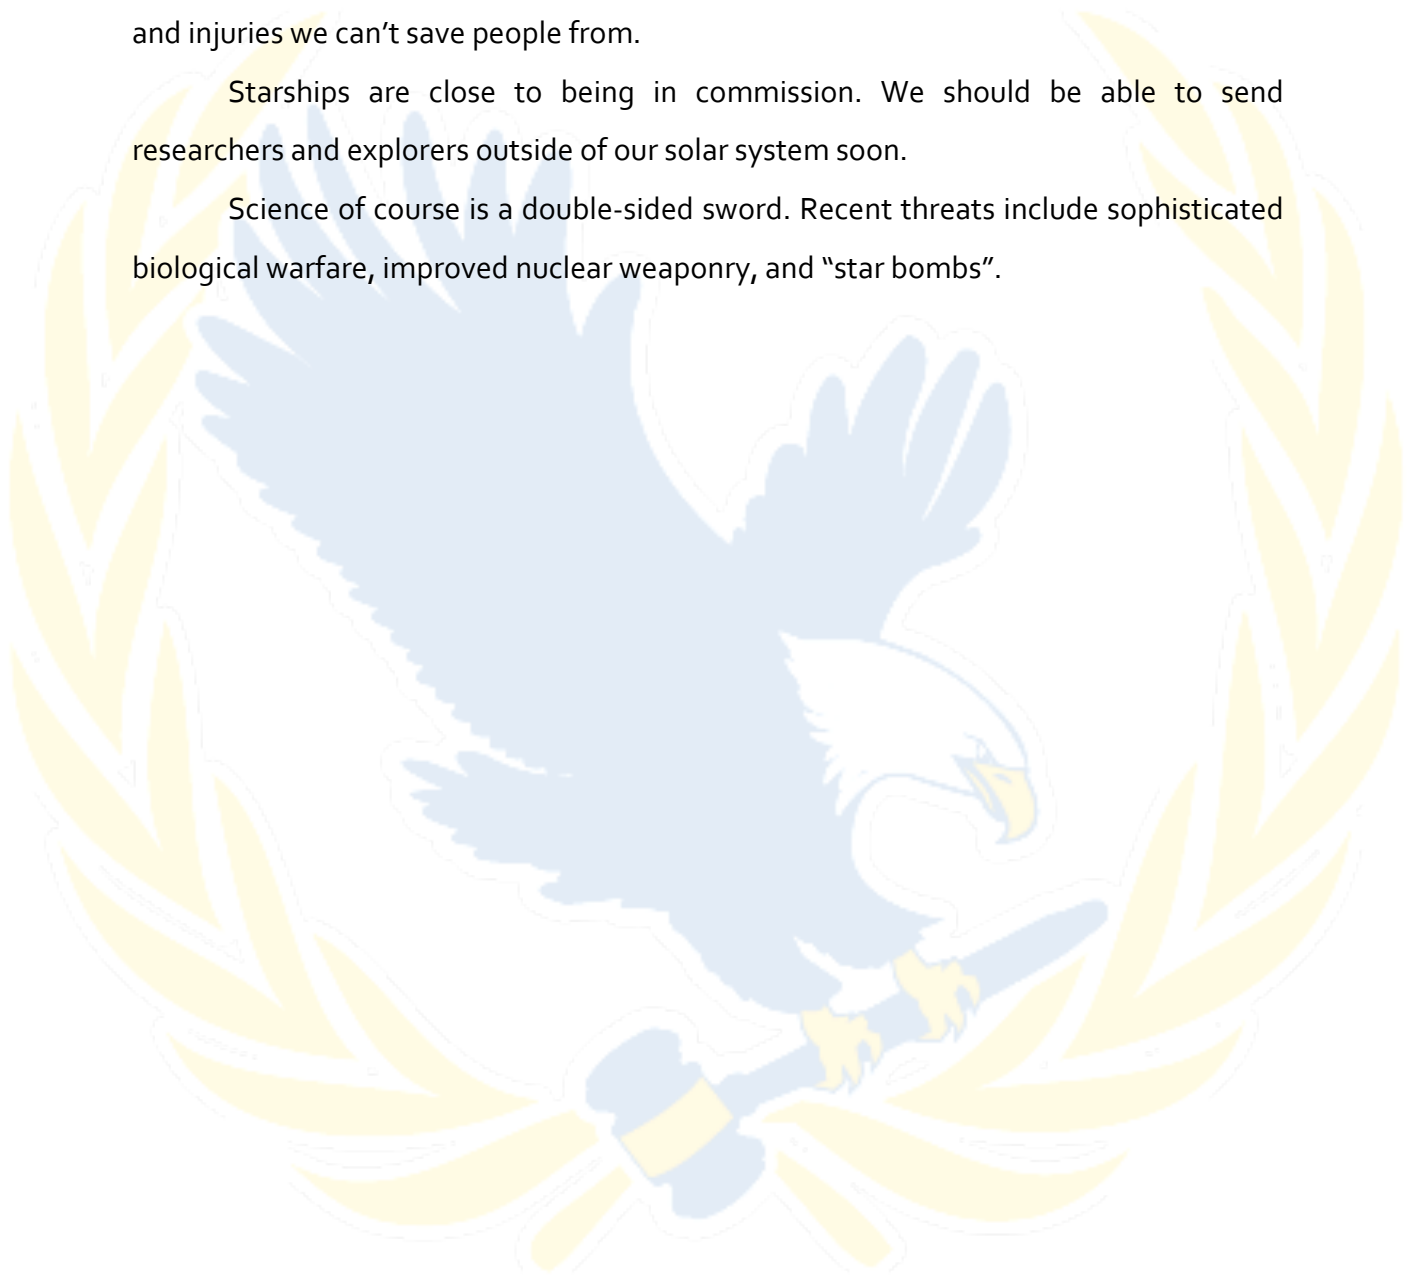 and injuries we can’t save people from.
Starships are close to being in commission. We should be able to send
researchers and explorers outside of our solar system soon.
Science of course is a double-sided sword. Recent threats include sophisticated
biological warfare, improved nuclear weaponry, and “star bombs”.